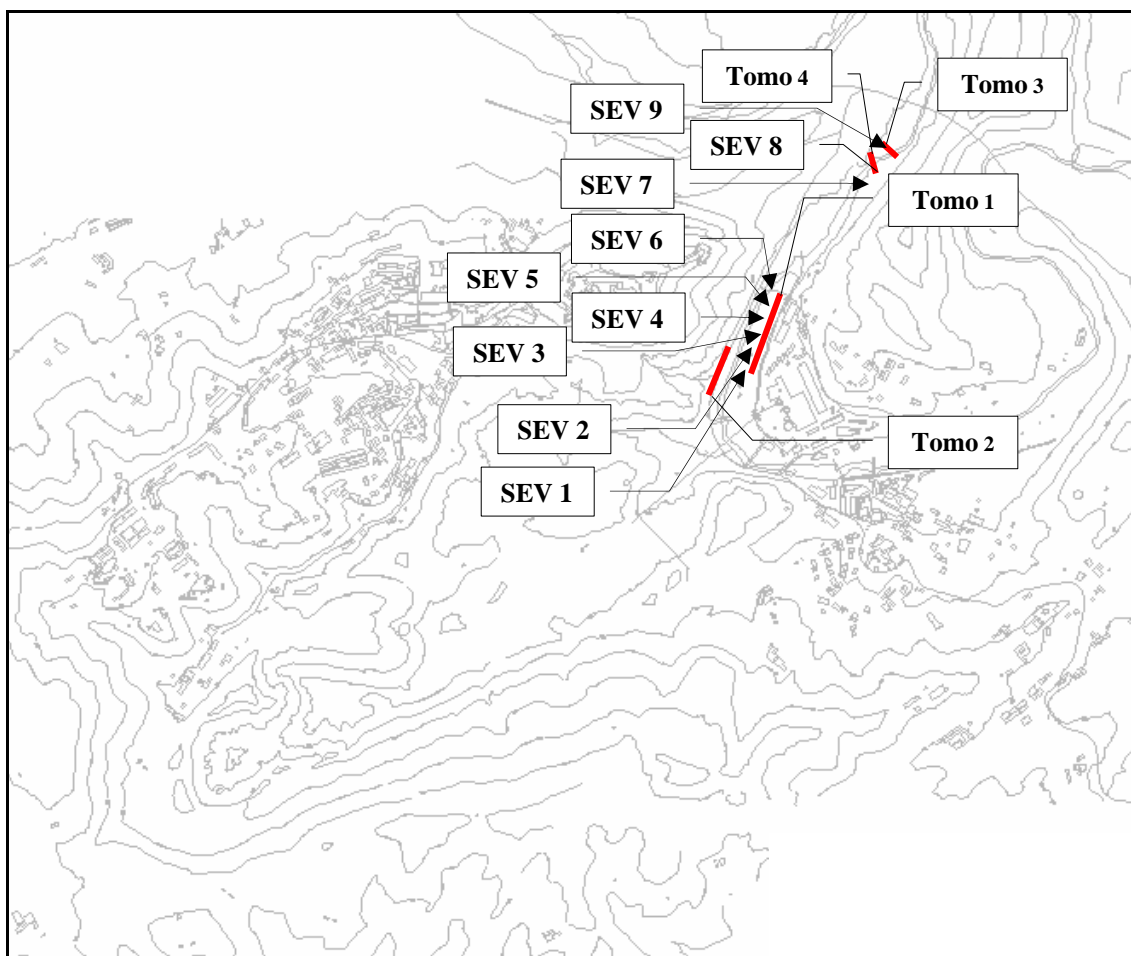 Tomo 4
Tomo 3
SEV 9
SEV 8
SEV 7
Tomo 1
SEV 6
SEV 5
SEV 4
SEV 3
SEV 2
Tomo 2
SEV 1